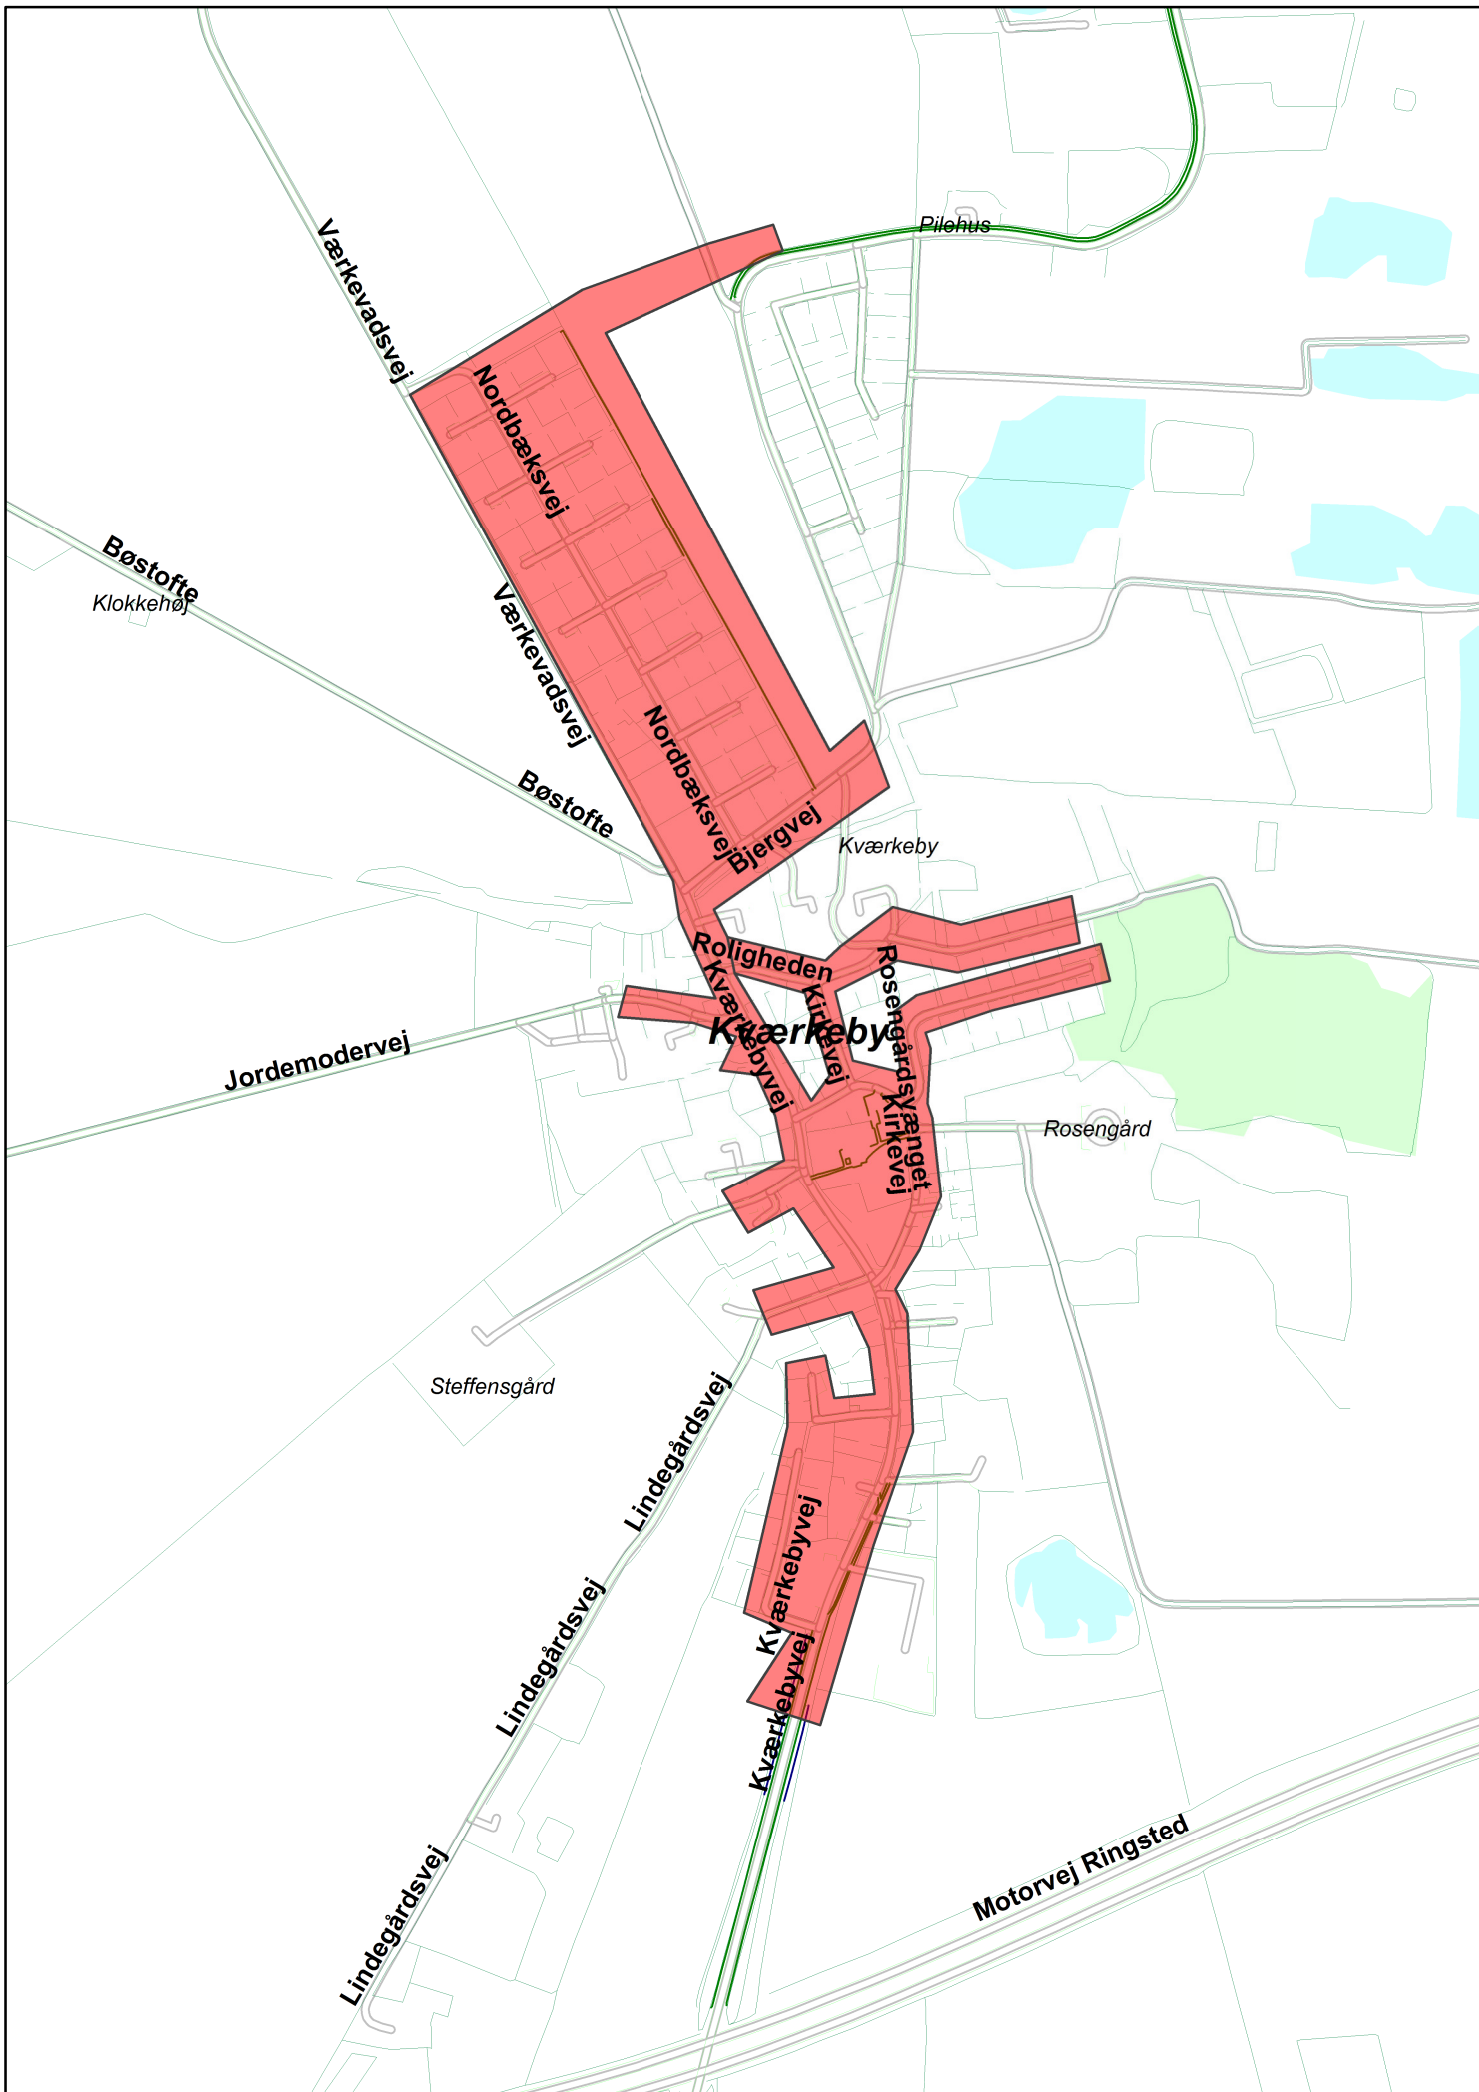 Pilehus
Værkevadsvej
Nordbæksvej
Bøstofte
Klokkehøj
Værkevadsvej
Nordbæksvej
Bøstofte
Bjergvej
Kværkeby
Roligheden
Rosengårdsvænget
Kværkebyvej
Kirkevej
Kværkeby
Jordemodervej
Kirkevej
Rosengård
Steffensgård
Lindegårdsvej
Kværkebyvej
Lindegårdsvej
Kværkebyvej
Motorvej Ringsted
Lindegårdsvej